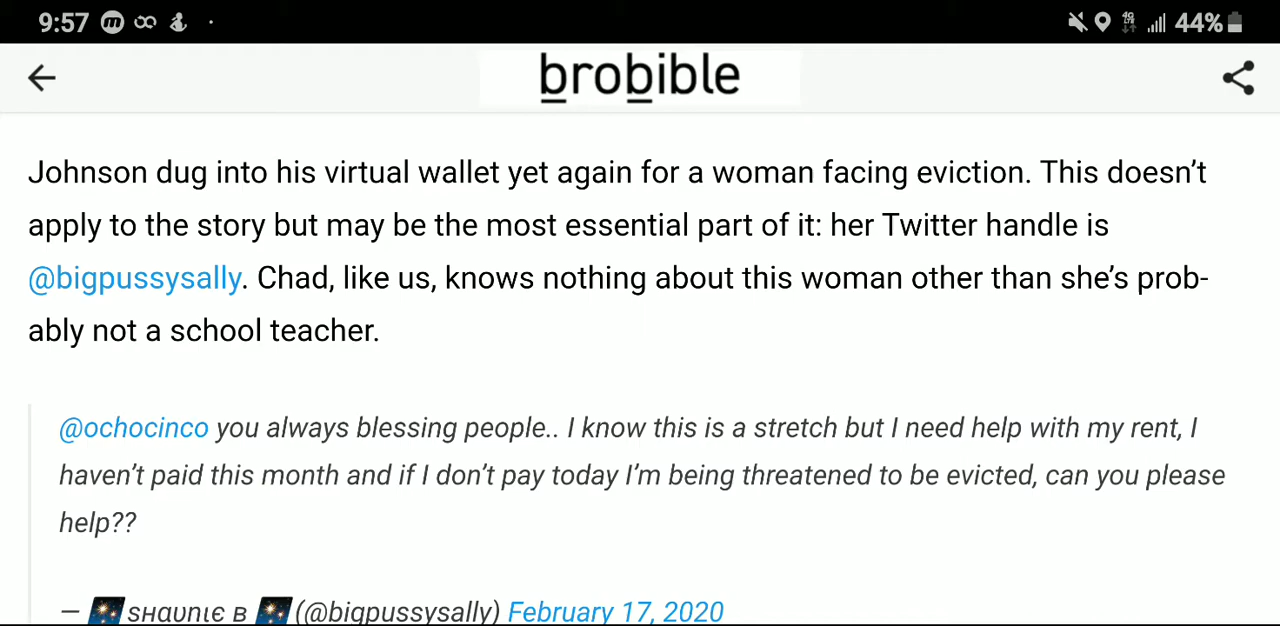 9:57
4G
44%
brobible
Johnson dug into his virtual wallet yet again for a woman facing eviction. This doesn’t
apply to the story but may be the most essential part of it: her Twitter handle is
@bigpussysally. Chad, like us, knows nothing about this woman other than she’s prob-
ably not a school teacher.
@ochocinco you always blessing people.. I know this is a stretch but I need help with my rent, I
haven’t paid this month and if I don’t pay today I’m being threatened to be evicted, can you please
help??
— 🎆ѕнαυηιє в🎆 (@bigpussysally) February 17, 2020